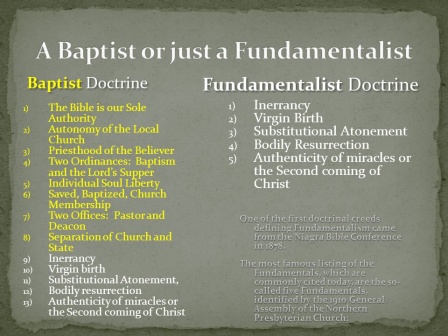 A Baptist or just a Fundamentalist
Baptist Doctrine
1) The Bible is our Sole
Authority
2) Autonomy of the Local
Church
3) Priesthood of the Believer
4) Two Ordinances: Baptism
and the Lord's Supper
5) Individual Soul Liberty
6) Saved, Baptized, Church
Membership
7) Two Offices: Pastor and
Deacon
8) Separation of Church and
State
9) Inerrancy
10) Virgin birth
11) Substitutional Atonement,
12) Bodily resurrection
13) Authenticity of miracles or
the Second coming of Christ
Fundamentalist Doctrine
1) Inerrancy
2) Virgin Birth
3) Substitutional Atonement
4) Bodily Resurrection
5) Authenticity of miracles or
the Second coming of
Christ
One of the first doctrinal creeds
defining Fundamentalism came
from the Niagra Bible Conference
in 1878.
The most famous listing of the
Fundamentals, which are
commonly cited today, are the so-
called five Fundamentals,
identified by the 1910 General
Assembly of the Northern
Presbyterian Church: